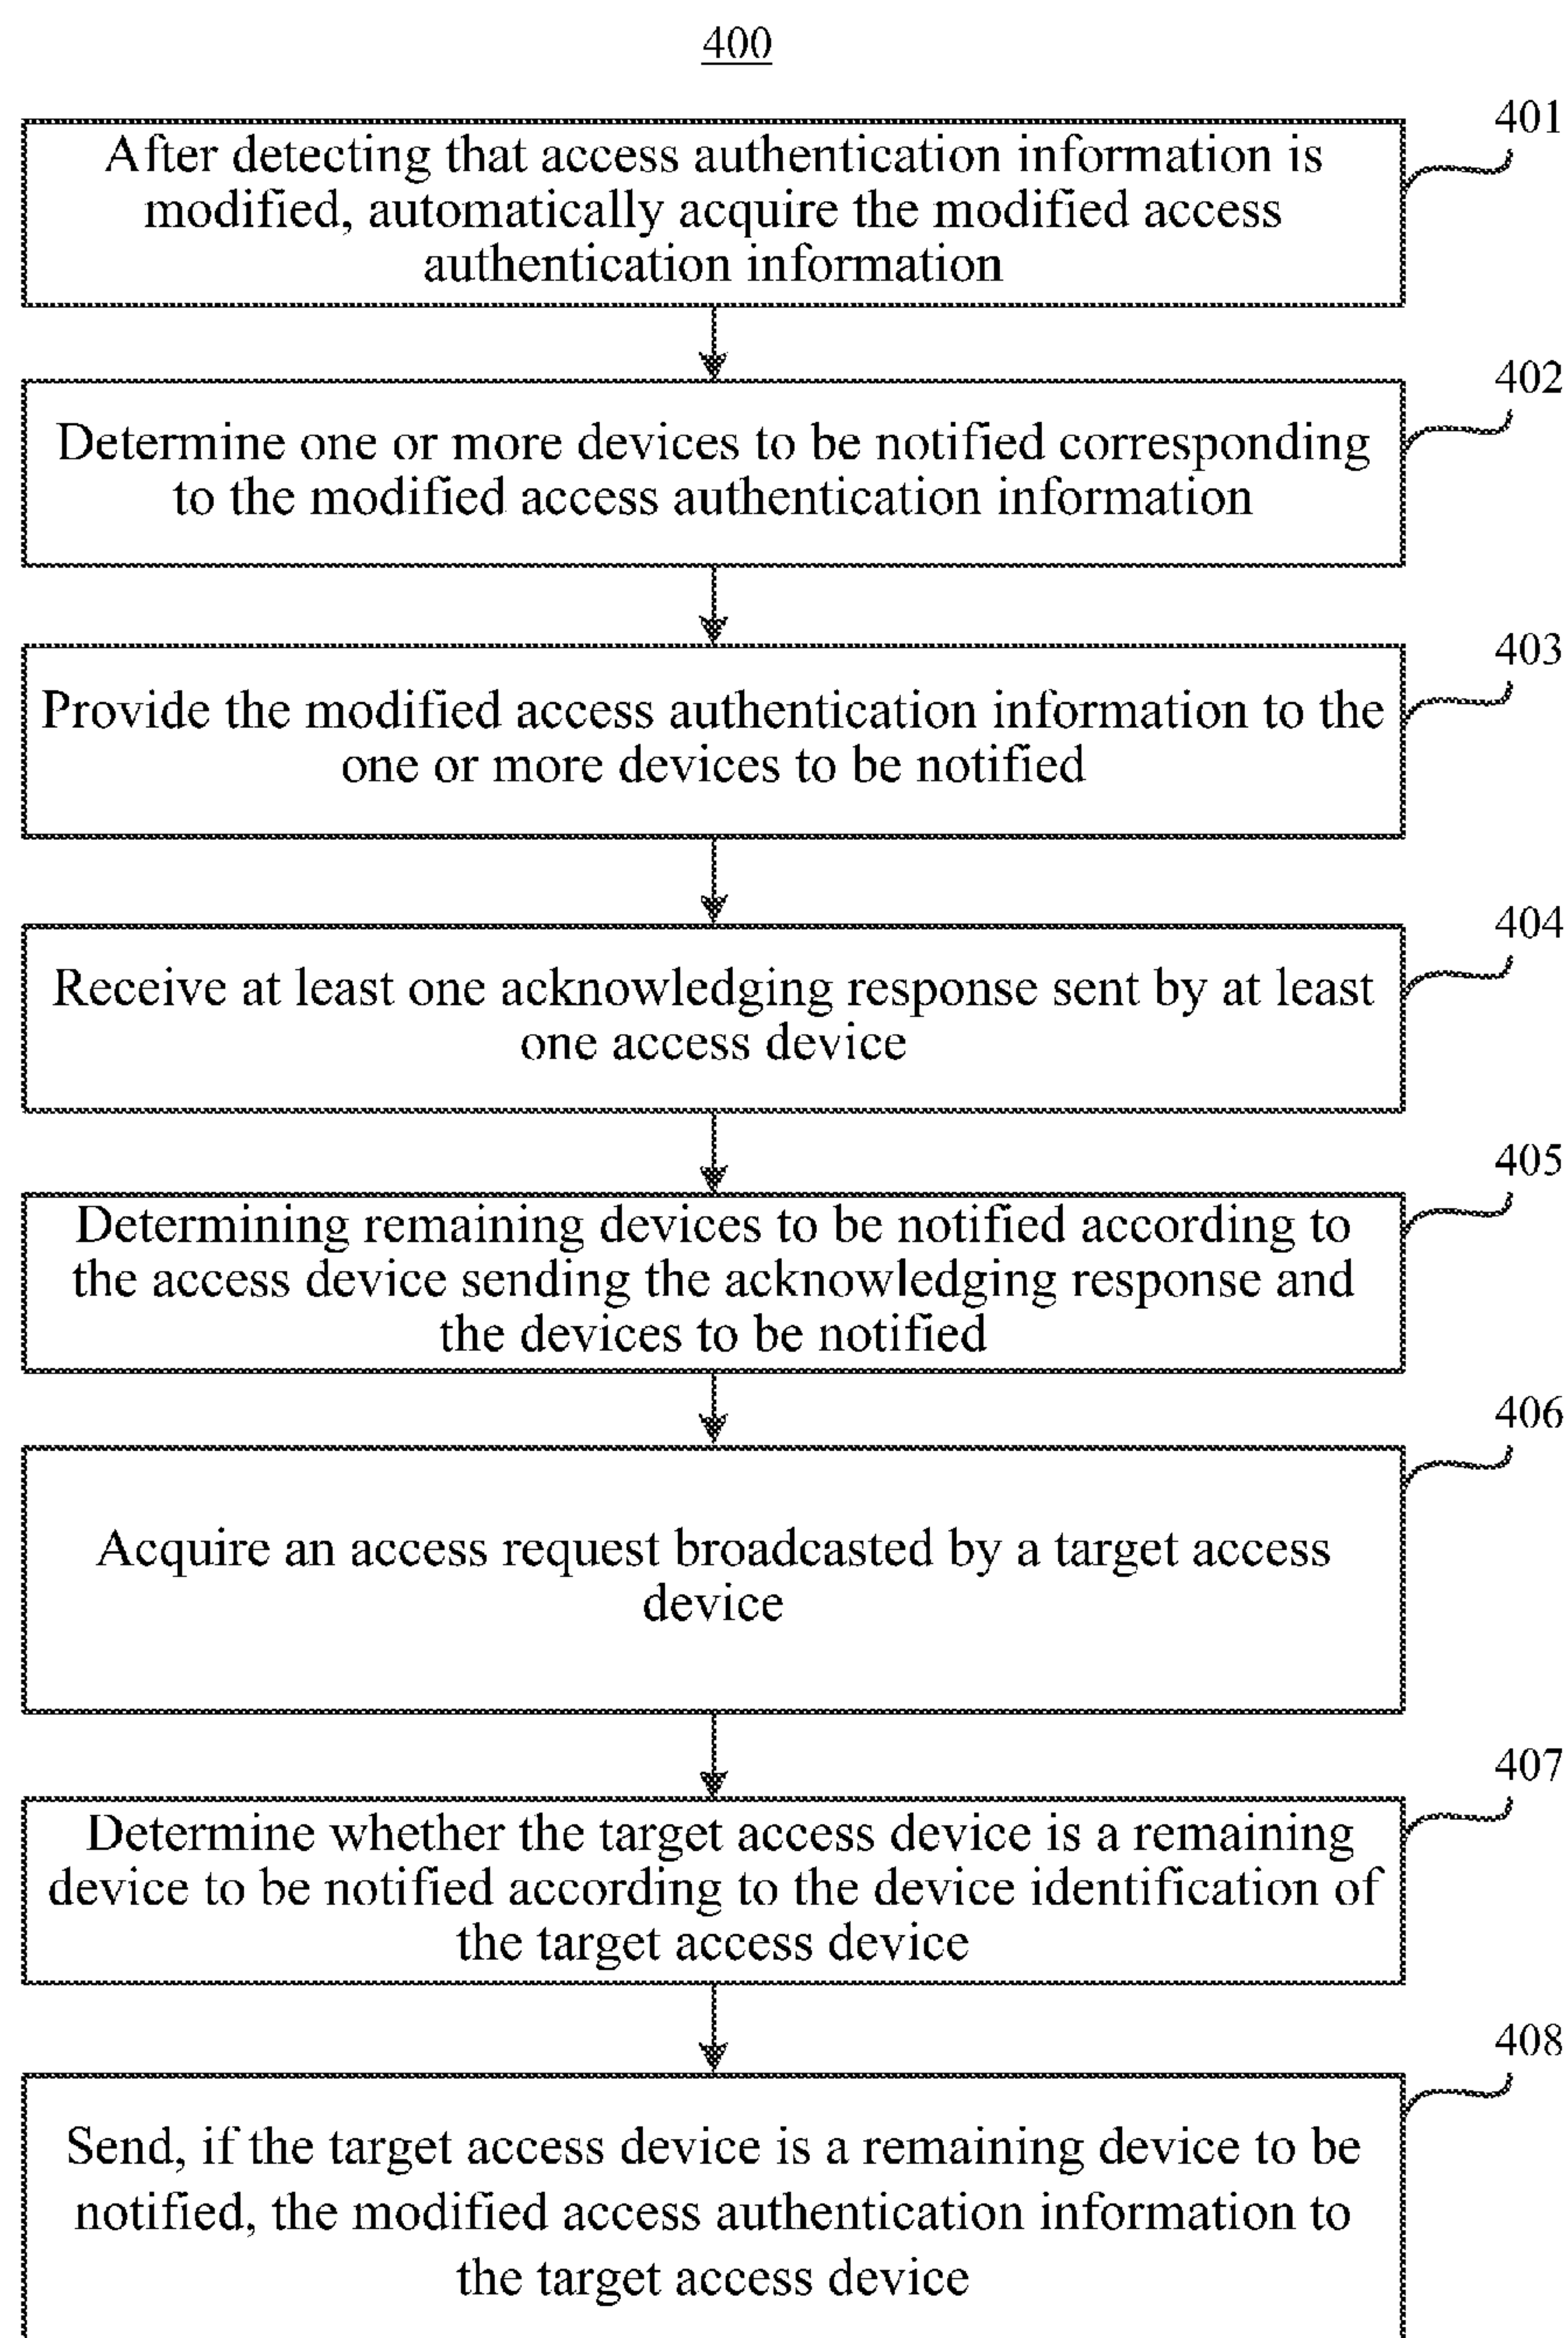 400
401
After detecting that access authentication information is
modified, automatically acquire the modified access
authentication information
402
Determine one or more devices to be notified corresponding
to the modified access authentication information
403
Provide the modified access authentication information to the
one or more devices to be notified
404
Receive at least one acknowledging response sent by at least
one access device
405
Determining remaining devices to be notified according to
the access device sending the acknowledging response and
the devices to be notified
406
Acquire an access request broadcasted by a target access
device
407
Determine whether the target access device is a remaining
device to be notified according to the device identification of
the target access device
408
Send, if the target access device is a remaining device to be
notified, the modified access authentication information to
the target access device